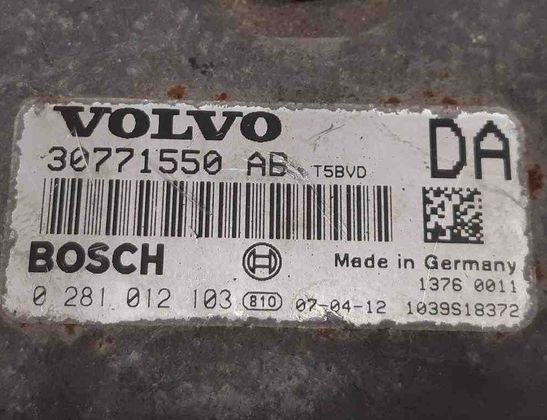 VOLVO DA
30771550 AB T5BVD
BOSCH Made in Germany
1376 0011
0 281 012 103 810 07-04-12 1039S18372